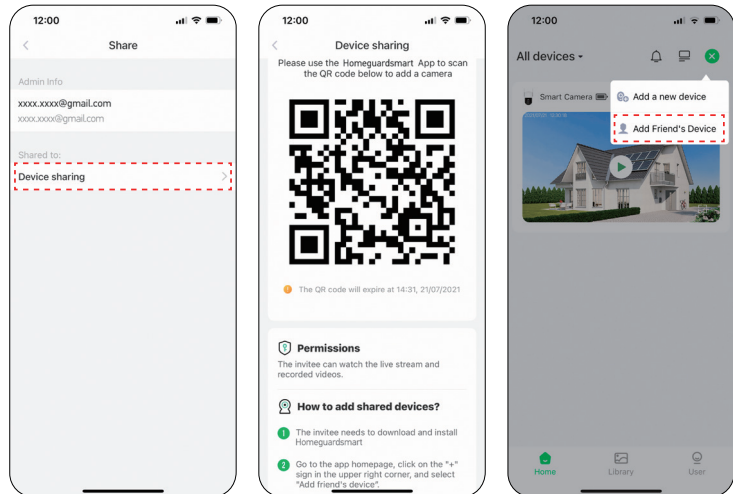 12:00
Share
Admin Info
xxxx.xxxx@gmail.com
xxxx.xxxx@gmail.com
Shared to:
Device sharing
12:00
Device sharing
Please use the Homeguardsmart App to scan
the QR code below to add a camera
The QR code will expire at 14:31, 21/07/2021
Permissions
The invitee can watch the live stream and
recorded videos.
How to add shared devices?
1 The invitee needs to download and install
Homeguardsmart
2 Go to the app homepage, click on the "+"
sign in the upper right corner, and select
"Add friend's device".
12:00
All devices
Smart Camera
Add a new device
Add Friend's Device
Home
Library
User